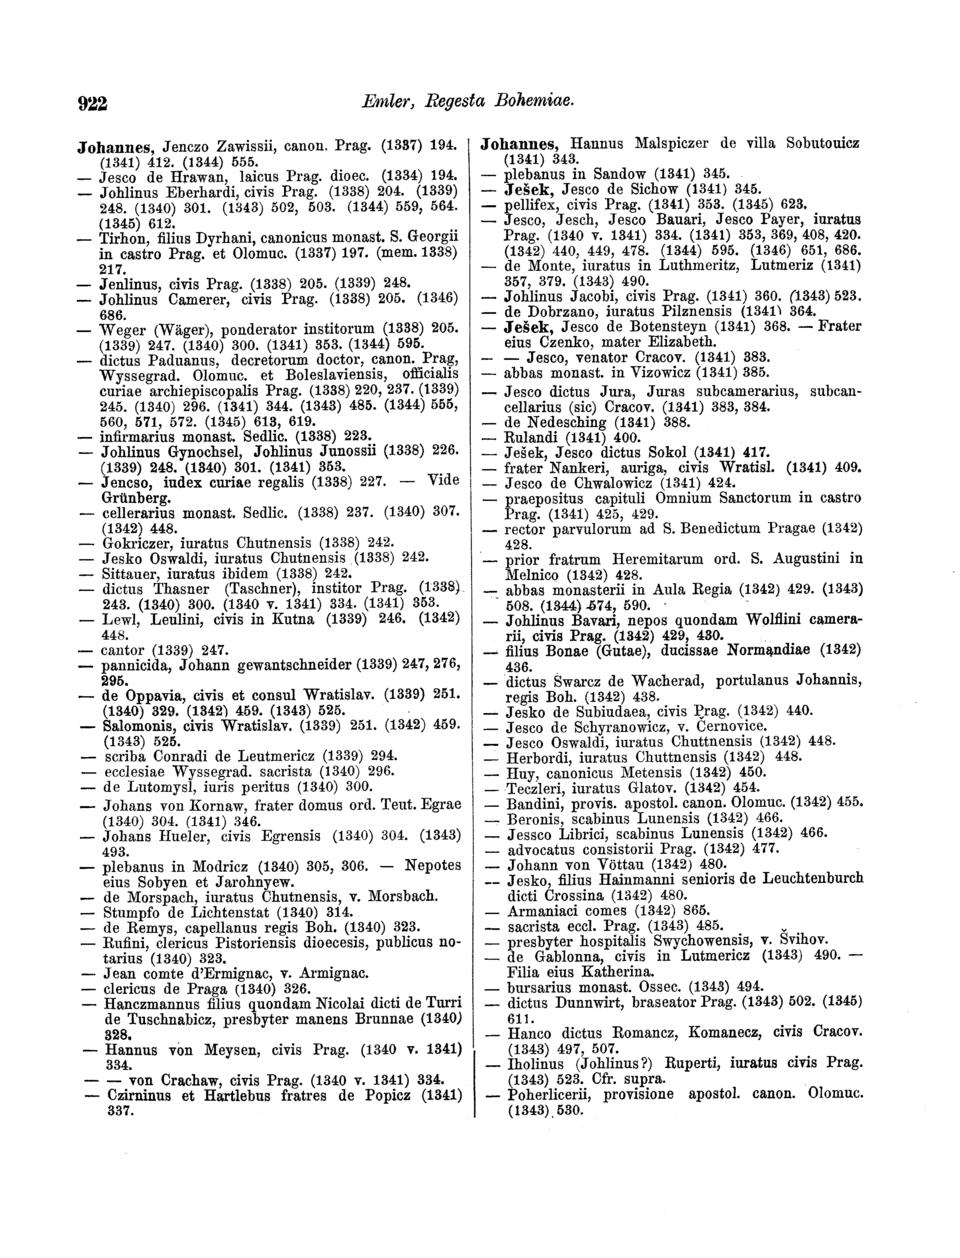 922
Emler, Regesta Bohemiae.
Johannes, Jenczo Zawissii, canon. Prag. (1337) 194.
(1341) 412. (1344) 555.
— Jesco de Hrawan, laicus Prag. dioec. (1334) 194.
— Johlinus Eberhardi, civis Prag. (1338) 204. (1339)
248. (1340) 301. (1343) 502, 503. (1344) 559, 564.
(1345) 612.
— Tirhon, filius Dyrhani, canonicus monast. S. Georgii
in castro Prag. et Olomuc. (1337) 197. (mem. 1338)
217.
— Jenlinus, civis Prag. (1338) 205. (1339) 248.
— Johlinus Camerer, civis Prag. (1338) 205. (1346)
686.
— Weger (Wäger), ponderator institorum (1338) 205.
(1339) 247. (1340) 300. (1341) 353. (1344) 595.
— dictus Paduanus, decretorum doctor, canon. Prag,
Wyssegrad. Olomuc. et Boleslaviensis, officialis
curiae archiepiscopalis Prag. (1338) 220, 237. (1339)
245. (1340) 296. (1341) 344. (1343) 485. (1344) 555,
560, 571, 572. (1345) 613, 619.
— infirmarius monast. Sedlic. (1338) 223.
— Johlinus Gynochsel, Johlinus Junossii (1338) 226.
(1339) 248. (1340) 301. (1341) 353.
— Jencso, iudex curiae regalis (1338) 227. — Vide
Grünberg.
— cellerarius monast. Sedlic. (1338) 237. (1340) 307.
(1342) 448.
— Gokriczer, iuratus Chutnensis (1338) 242.
— Jesko Oswaldi, iuratus Chutnensis (1338) 242.
— Sittauer, iuratus ibidem (1338) 242.
— dictus Thasner (Taschner), institor Prag. (1338)
243. (1340) 300. (1340 v. 1341) 334. (1341) 353.
— Lewl, Leulini, civis in Kutna (1339) 246. (1342)
448.
— cantor (1339) 247.
— pannicida, Johann gewantschneider (1339) 247, 276,
295.
— de Oppavia, civis et consul Wratislav. (1339) 251.
(1340) 329. (1342) 459. (1343) 525.
— Salomonis, civis Wratislav. (1339) 251. (1342) 459.
(1343) 525.
— scriba Conradi de Leutmericz (1339) 294.
— ecclesiae Wyssegrad. sacrista (1340) 296.
— de Lutomysl, iuris peritus (1340) 300.
— Johans von Kornaw, frater domus ord. Teut. Egrae
(1340) 304. (1341) 346.
— Johans Hueler, civis Egrensis (1340) 304. (1343)
493.
— plebanus in Modricz (1340) 305, 306. — Nepotes
eius Sobyen et Jarohnyew.
— de Morspach, iuratus Chutnensis, v. Morsbach.
— Stumpfo de Lichtenstat (1340) 314.
— de Remys, capellanus regis Boh. (1340) 323.
— Rufini, clericus Pistoriensis dioecesis, publicus no-
tarius (1340) 323.
— Jean comte d'Ermignac, v. Armignac.
— clericus de Praga (1340) 326.
— Hanczmannus filius quondam Nicolai dicti de Turri
de Tuschnabicz, presbyter manens Brunnae (1340)
328.
— Hannus von Meysen, civis Prag. (1340 v. 1341)
334.
— — von Crachaw, civis Prag. (1340 v. 1341) 334.
— Czirninus et Hartlebus fratres de Popicz (1341)
337.
Johannes, Hannus Malspiczer de villa Sobutouicz
(1341) 343.
— plebanus in Sandow (1341) 345.
— Ješek, Jesco de Sichow (1341) 345.
— pellifex, civis Prag. (1341) 353. (1345) 623.
— Jesco, Jesch, Jesco Bauari, Jesco Payer, iuratus
Prag. (1340 v. 1341) 334. (1341) 353, 369, 408, 420.
(1342) 440, 449, 478. (1344) 595. (1346) 651, 686.
— de Monte, iuratus in Luthmeritz, Lutmeriz (1341)
357, 379. (1343) 490.
— Johlinus Jacobi, civis Prag. (1341) 360. (1343) 523.
— de Dobrzano, iuratus Pilznensis (1341) 364.
— Ješek, Jesco de Botensteyn (1341) 368. — Frater
eius Czenko, mater Elizabeth.
— — Jesco, venator Cracov. (1341) 383.
— abbas monast. in Vizowicz (1341) 385.
— Jesco dictus Jura, Juras subcamerarius, subcan-
cellarius (sic) Cracov. (1341) 383, 384.
— de Nedesching (1341) 388.
— Rulandi (1341) 400.
— Ješek, Jesco dictus Sokol (1341) 417.
— frater Nankeri, auriga, civis Wratisl. (1341) 409.
— Jesco de Chwalowicz (1341) 424.
— praepositus capituli Omnium Sanctorum in castro
Prag. (1341) 425, 429.
— rector parvulorum ad S. Benedictum Pragae (1342)
428.
— prior fratrum Heremitarum ord. S. Augustini in
Melnico (1342) 428.
— abbas monasterii in Aula Regia (1342) 429. (1343)
508. (1344) 574, 590.
— Johlinus Bavari, nepos quondam Wolflini camera-
rii, civis Prag. (1342) 429, 430.
— filius Bonae (Gutae), ducissae Normandiae (1342)
436.
— dictus Swarcz de Wacherad, portulanus Johannis,
regis Boh. (1342) 438.
— Jesko de Subiudaea, civis Prag. (1342) 440.
— Jesco de Schyranowicz, v. Černovice.
— Jesco Oswaldi, iuratus Chuttnensis (1342) 448.
— Herbordi, iuratus Chuttnensis (1342) 448.
— Huy, canonicus Metensis (1342) 450.
— Teczleri, iuratus Glatov. (1342) 454.
— Bandini, provis. apostol. canon. Olomuc. (1342) 455.
— Beronis, scabinus Lunensis (1342) 466.
— Jessco Librici, scabinus Lunensis (1342) 466.
— advocatus consistorii Prag. (1342) 477.
— Johann von Vöttau (1342) 480.
— Jesko, filius Hainmanni senioris de Leuchtenburch
dicti Crossina (1342) 480.
— Armaniaci comes (1342) 865.
— sacrista eccl. Prag. (1343) 485.
— presbyter hospitalis Swychowensis, v. Švihov.
— de Gablonna, civis in Lutmericz (1343) 490. —
Filia eius Katherina.
— bursarius monast. Ossec. (1343) 494.
— dictus Dunnwirt, braseator Prag. (1343) 502. (1345)
611.
— Hanco dictus Romancz, Komanecz, civis Cracov.
(1343) 497, 507.
— Iholinus (Johlinus?) Ruperti, iuratus civis Prag.
(1343) 523. Cfr. supra.
— Poherlicerii, provisione apostol. canon. Olomuc.
(1343) 530.